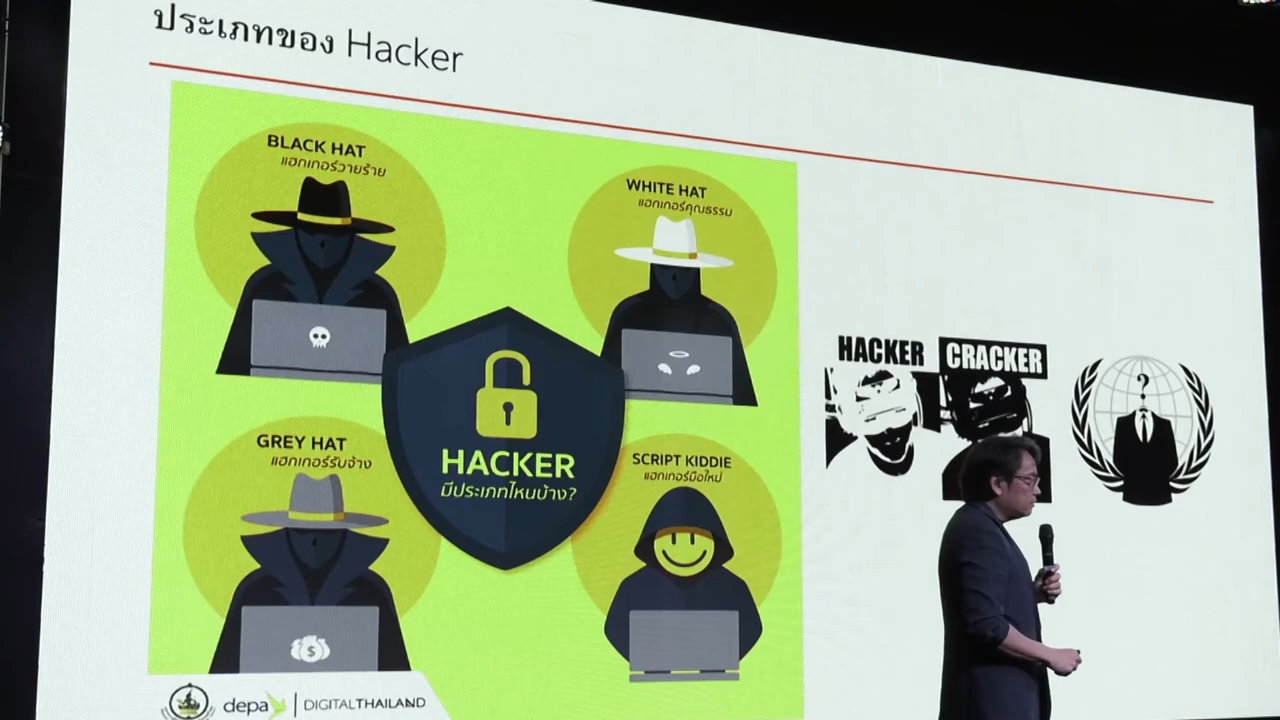 ประเภทของ Hacker
BLACK HAT
แฮกเกอร์วายร้าย
WHITE HAT
แฮกเกอร์คุณธรรม
HACKER
CRACKER
?
GREY HAT
แฮกเกอร์รับจ้าง
HACKER
มีประเภทไหนบ้าง?
SCRIPT KIDDIE
แฮกเกอร์มือใหม่
$
depa | DIGITALTHAILAND